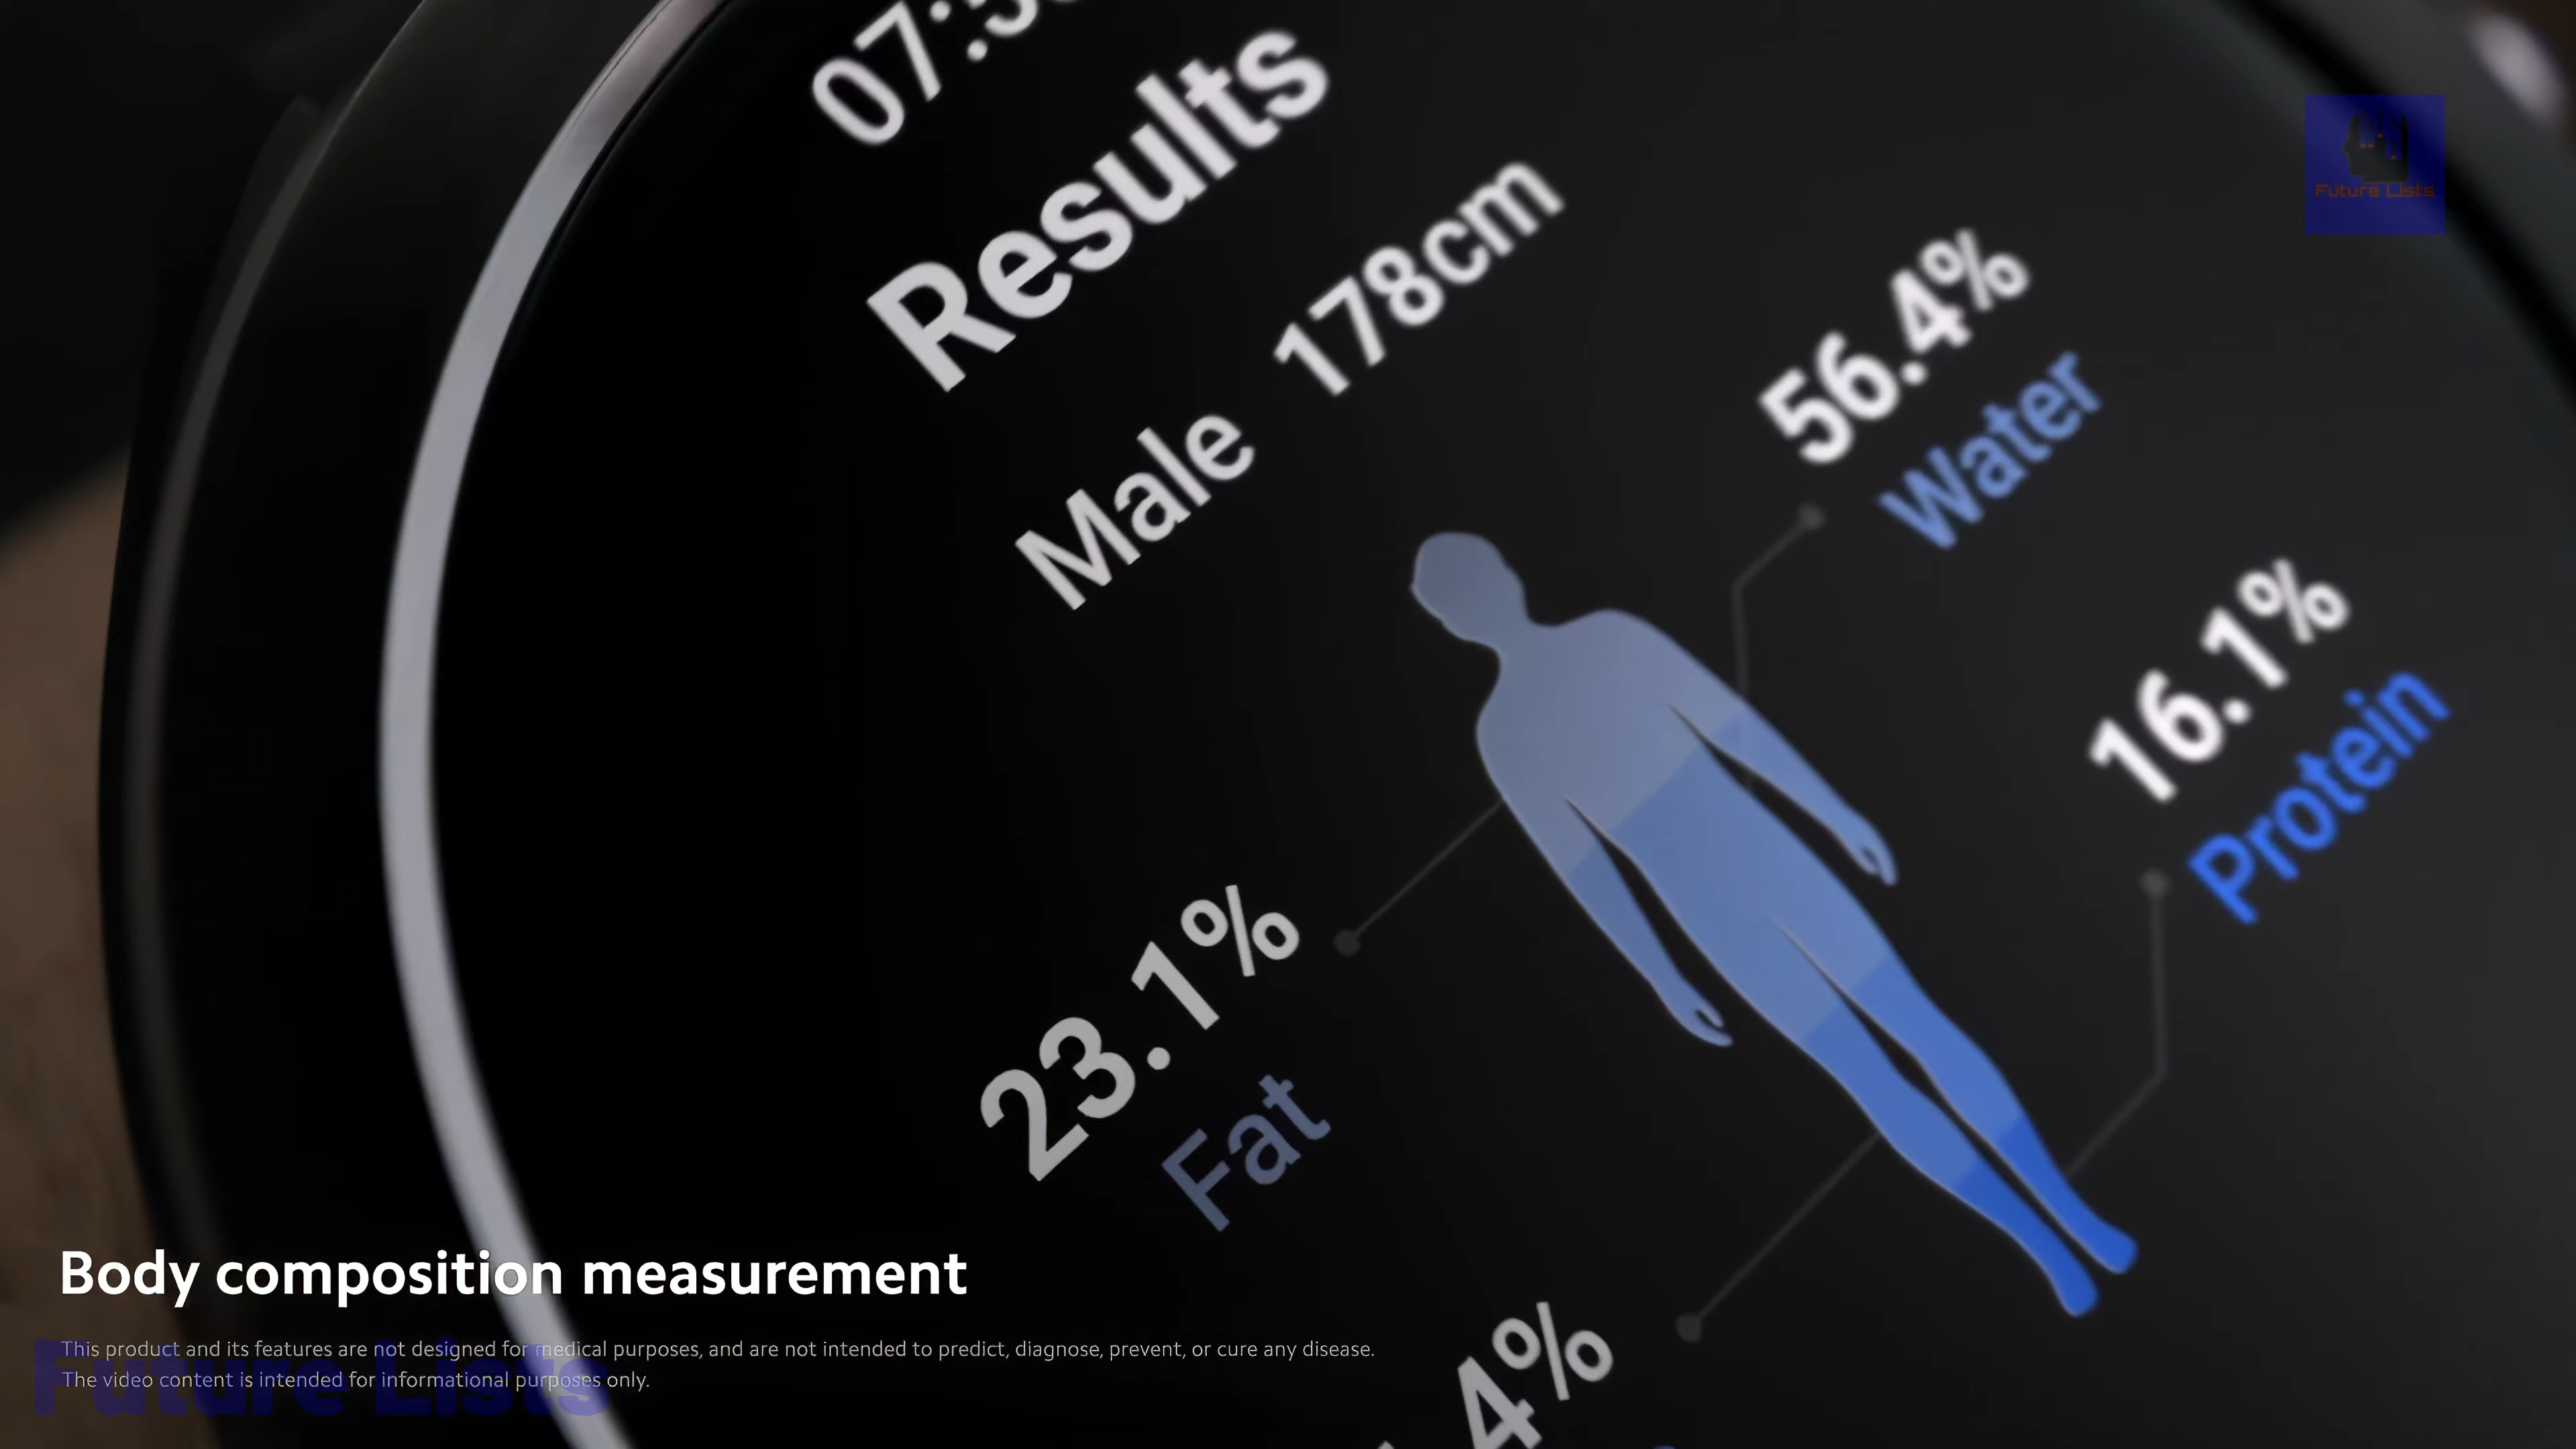 Results
Male 178cm
56.4%
Water
16.1%
Protein
23.1%
Fat
Future Lists
Body composition measurement
This product and its features are not designed for medical purposes, and are not intended to predict, diagnose, prevent, or cure any disease.
The video content is intended for informational purposes only.
Future Lists